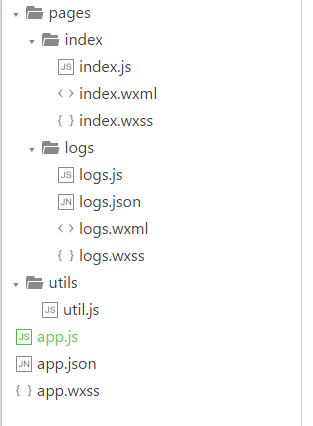 pages
index
JS index.js
< > index.wxml
{ } index.wxss
logs
JS logs.js
JN logs.json
< > logs.wxml
{ } logs.wxss
utils
JS util.js
JS app.js
JN app.json
{ } app.wxss